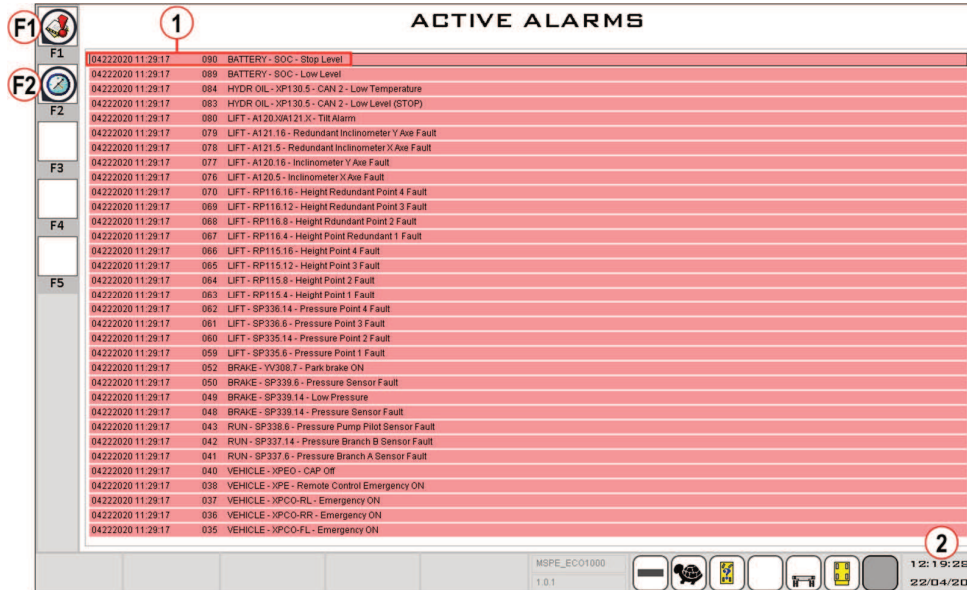 ACTIVE ALARMS
F1
1
F1
F2
F2
F3
F4
F5
04222020 11:29:17 090 BATTERY - SOC - Stop Level
04222020 11:29:17 089 BATTERY - SOC - Low Level
04222020 11:29:17 084 HYDR OIL - XP130.5 - CAN 2 - Low Temperature
04222020 11:29:17 083 HYDR OIL - XP130.5 - CAN 2 - Low Level (STOP)
04222020 11:29:17 080 LIFT - A120.X/A121.X - Tilt Alarm
04222020 11:29:17 079 LIFT - A121.16 - Redundant Inclinometer Y Axe Fault
04222020 11:29:17 078 LIFT - A121.5 - Redundant Inclinometer X Axe Fault
04222020 11:29:17 077 LIFT - A120.16 - Inclinometer Y Axe Fault
04222020 11:29:17 076 LIFT - A120.5 - Inclinometer X Axe Fault
04222020 11:29:17 070 LIFT - RP116.16 - Height Redundant Point 4 Fault
04222020 11:29:17 069 LIFT - RP116.12 - Height Redundant Point 3 Fault
04222020 11:29:17 068 LIFT - RP116.8 - Height Rdundant Point 2 Fault
04222020 11:29:17 067 LIFT - RP116.4 - Height Point Redundant 1 Fault
04222020 11:29:17 066 LIFT - RP115.16 - Height Point 4 Fault
04222020 11:29:17 065 LIFT - RP115.12 - Height Point 3 Fault
04222020 11:29:17 064 LIFT - RP115.8 - Height Point 2 Fault
04222020 11:29:17 063 LIFT - RP115.4 - Height Point 1 Fault
04222020 11:29:17 062 LIFT - SP336.14 - Pressure Point 4 Fault
04222020 11:29:17 061 LIFT - SP336.6 - Pressure Point 3 Fault
04222020 11:29:17 060 LIFT - SP335.14 - Pressure Point 2 Fault
04222020 11:29:17 059 LIFT - SP335.6 - Pressure Point 1 Fault
04222020 11:29:17 052 BRAKE - YV308.7 - Park brake ON
04222020 11:29:17 050 BRAKE - SP339.6 - Pressure Sensor Fault
04222020 11:29:17 049 BRAKE - SP339.14 - Low Pressure
04222020 11:29:17 048 BRAKE - SP339.14 - Pressure Sensor Fault
04222020 11:29:17 043 RUN - SP338.6 - Pressure Pump Pilot Sensor Fault
04222020 11:29:17 042 RUN - SP337.14 - Pressure Branch B Sensor Fault
04222020 11:29:17 041 RUN - SP337.6 - Pressure Branch A Sensor Fault
04222020 11:29:17 040 VEHICLE - XPEO - CAP Off
04222020 11:29:17 038 VEHICLE - XPE - Remote Control Emergency ON
04222020 11:29:17 037 VEHICLE - XPCO-RL - Emergency ON
04222020 11:29:17 036 VEHICLE - XPCO-RR - Emergency ON
04222020 11:29:17 035 VEHICLE - XPCO-FL - Emergency ON
2
MSPE_ECO1000
1.0.1
12:19:29
22/04/20